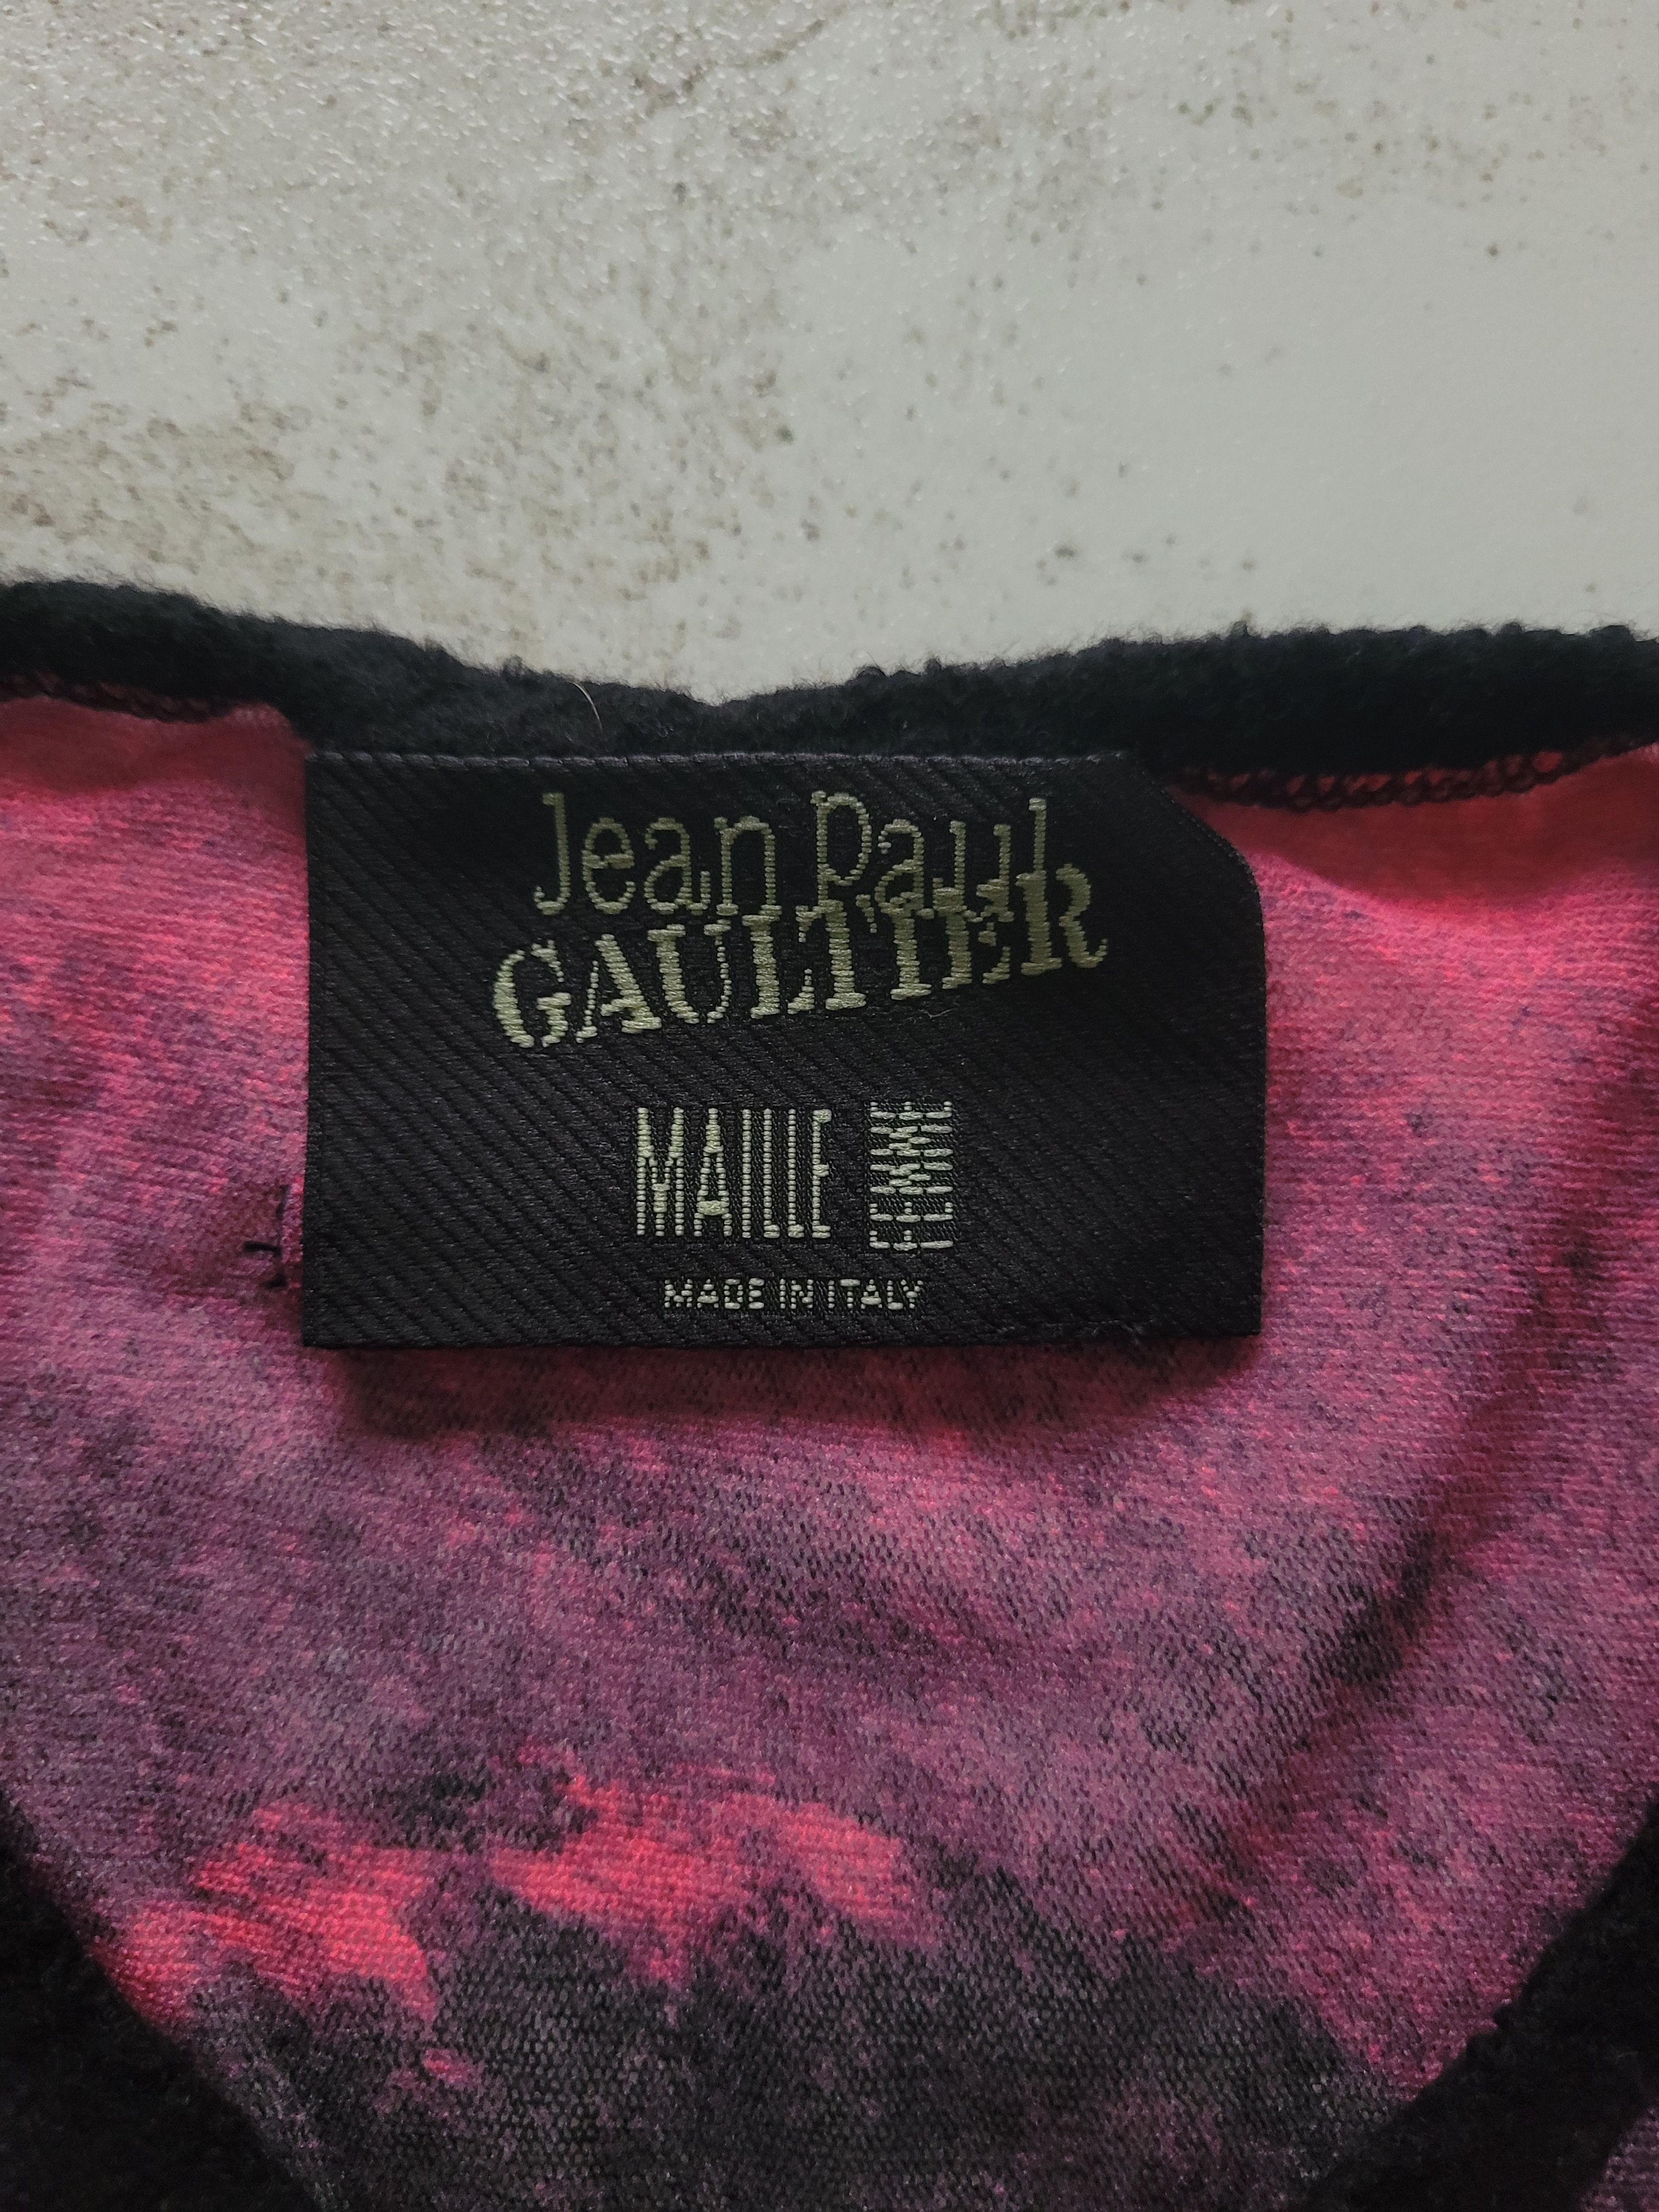 Jean Paul
GAULTIER
MAILLE FEMME
MADE IN ITALY